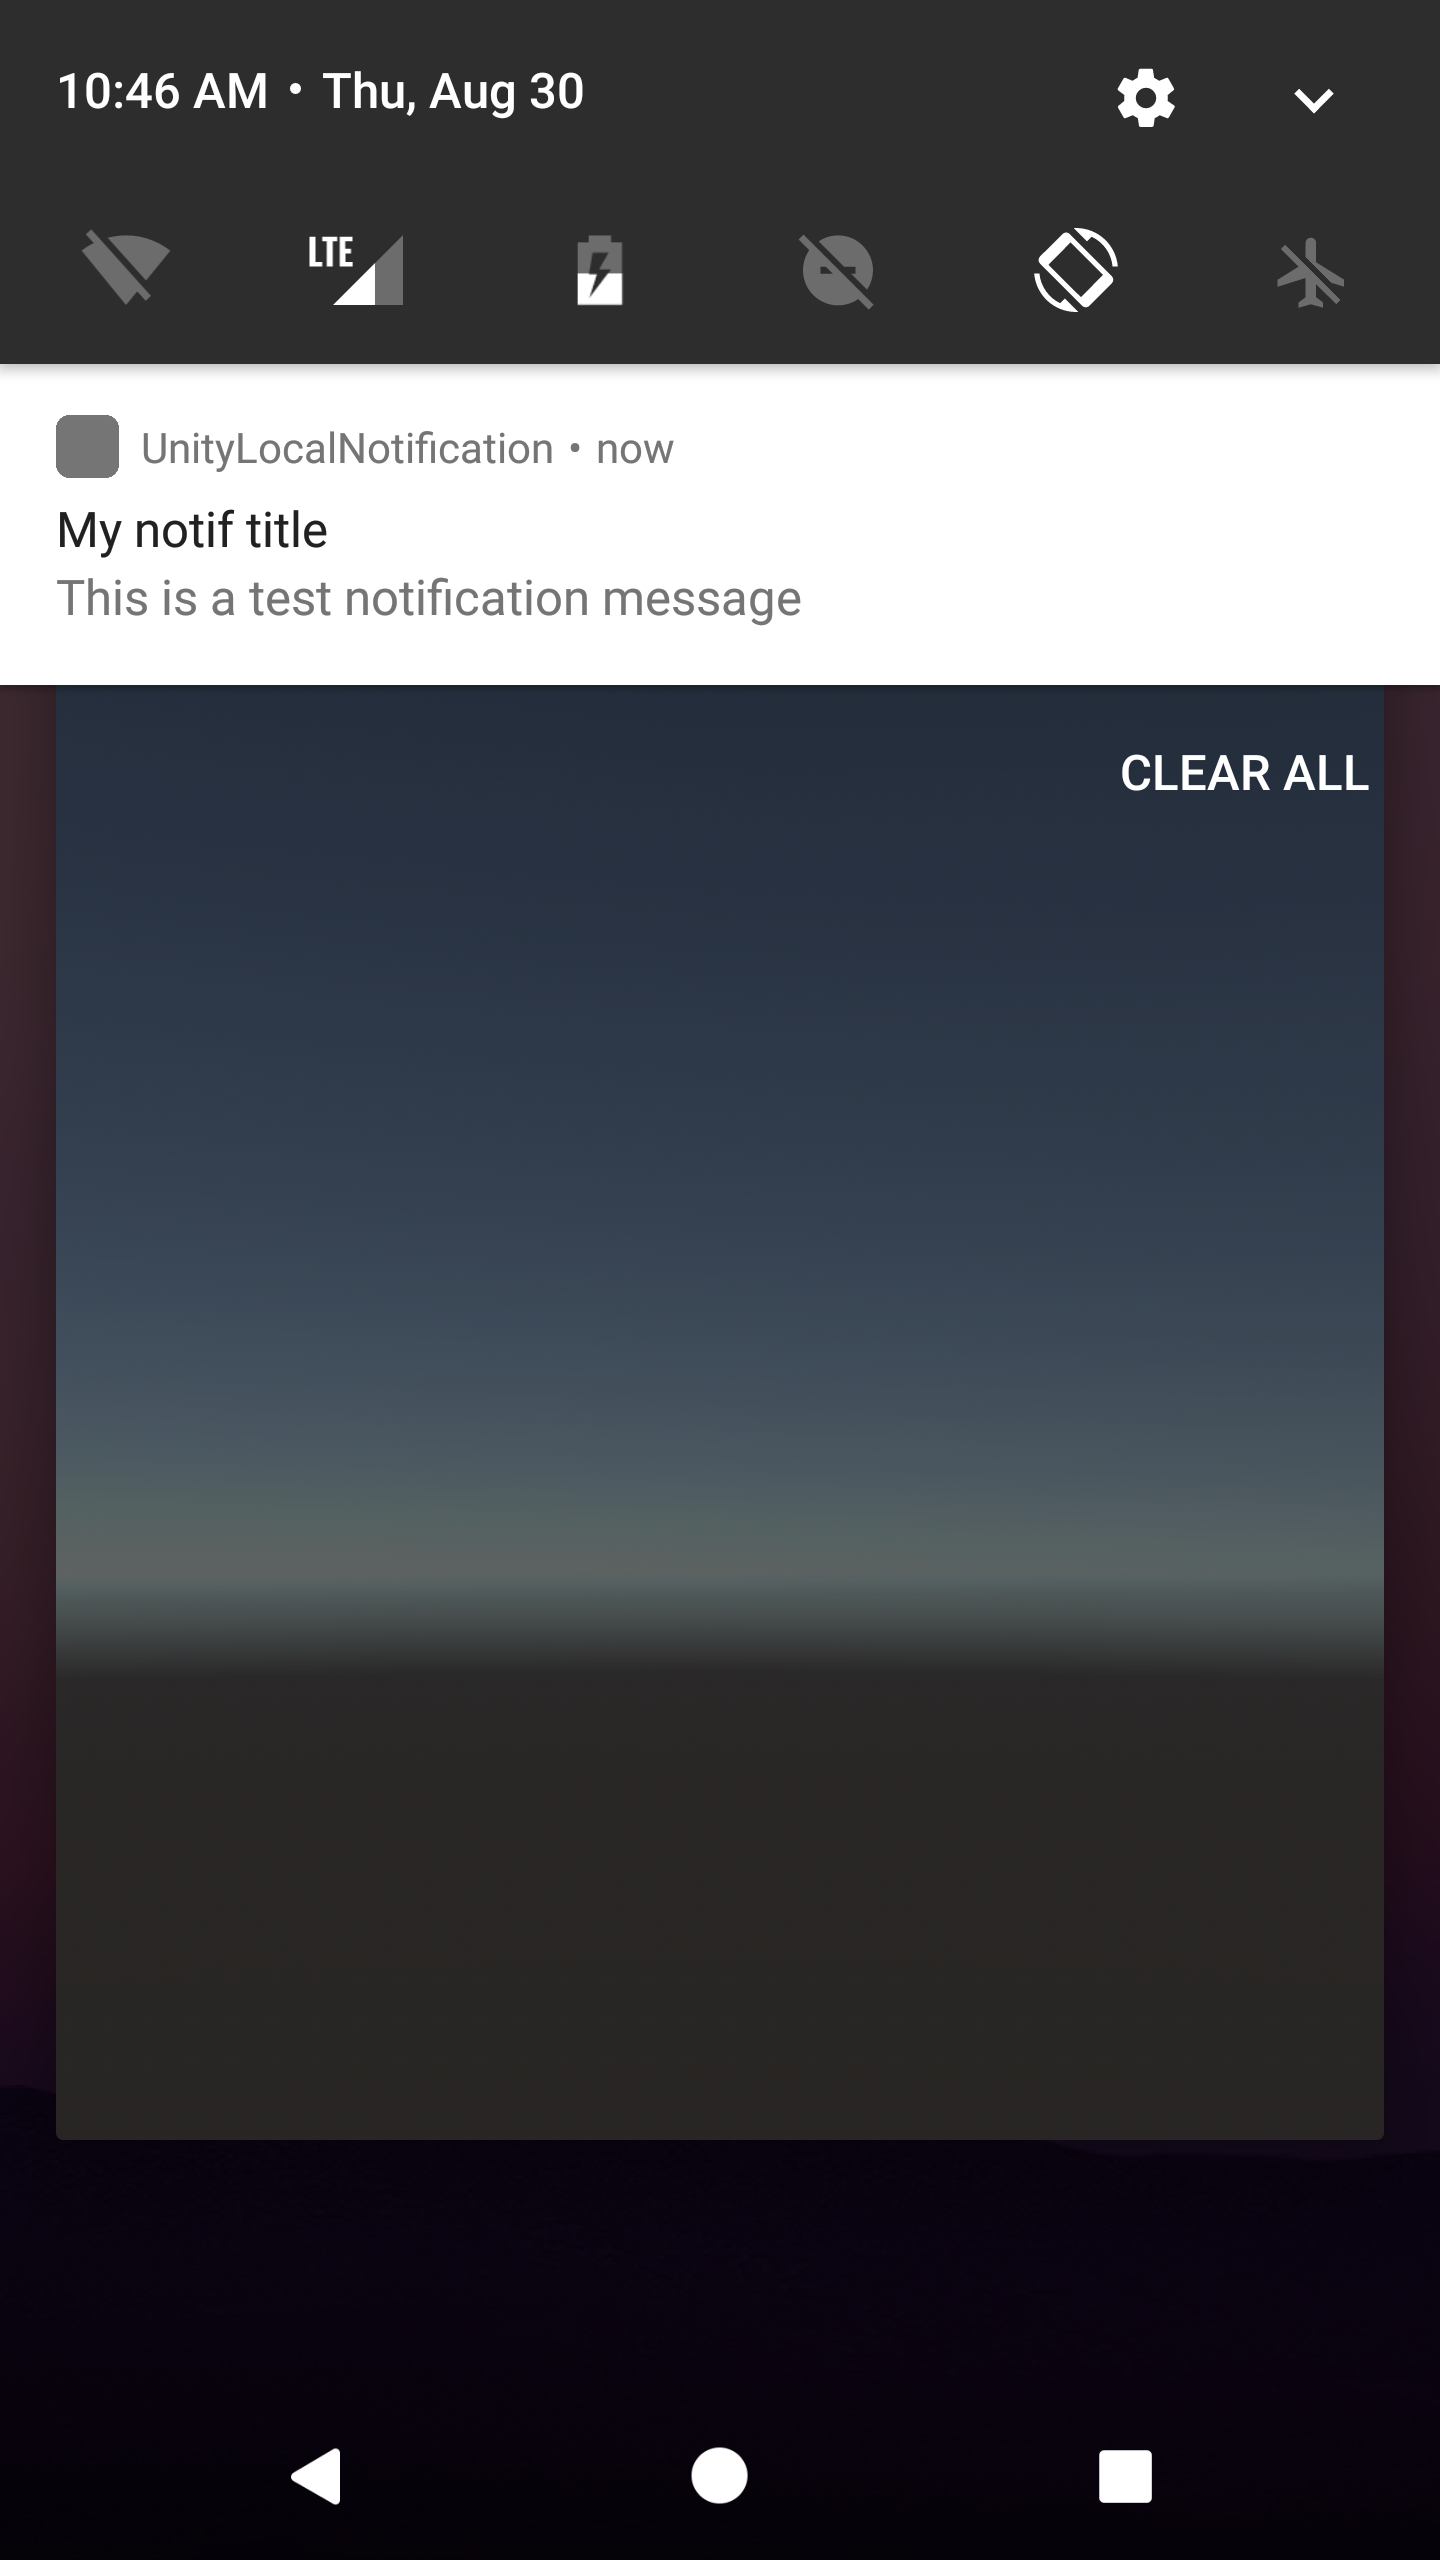 10:46 AM • Thu, Aug 30
LTE
UnityLocalNotification • now
My notif title
This is a test notification message
CLEAR ALL